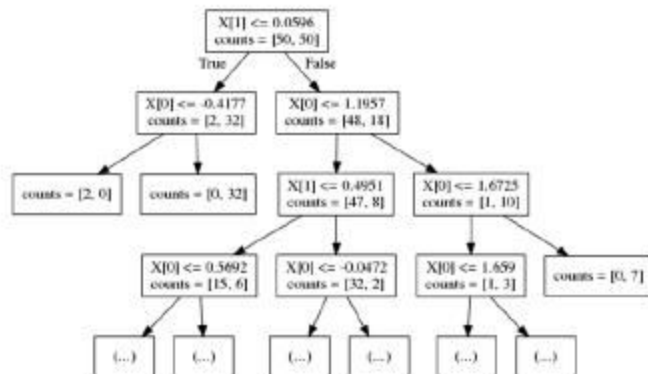 X[1] <= 0.0596
counts = [50, 50]
True
False
X[0] <= -0.4177
counts = [2, 32]
X[0] <= 1.1957
counts = [48, 18]
counts = [2, 0]
counts = [0, 32]
X[1] <= 0.4951
counts = [47, 8]
X[0] <= 1.6725
counts = [1, 10]
X[0] <= 0.5692
counts = [15, 6]
X[0] <= -0.0472
counts = [32, 2]
X[0] <= 1.659
counts = [1, 3]
counts = [0, 7]
(...)
(...)
(...)
(...)
(...)
(...)